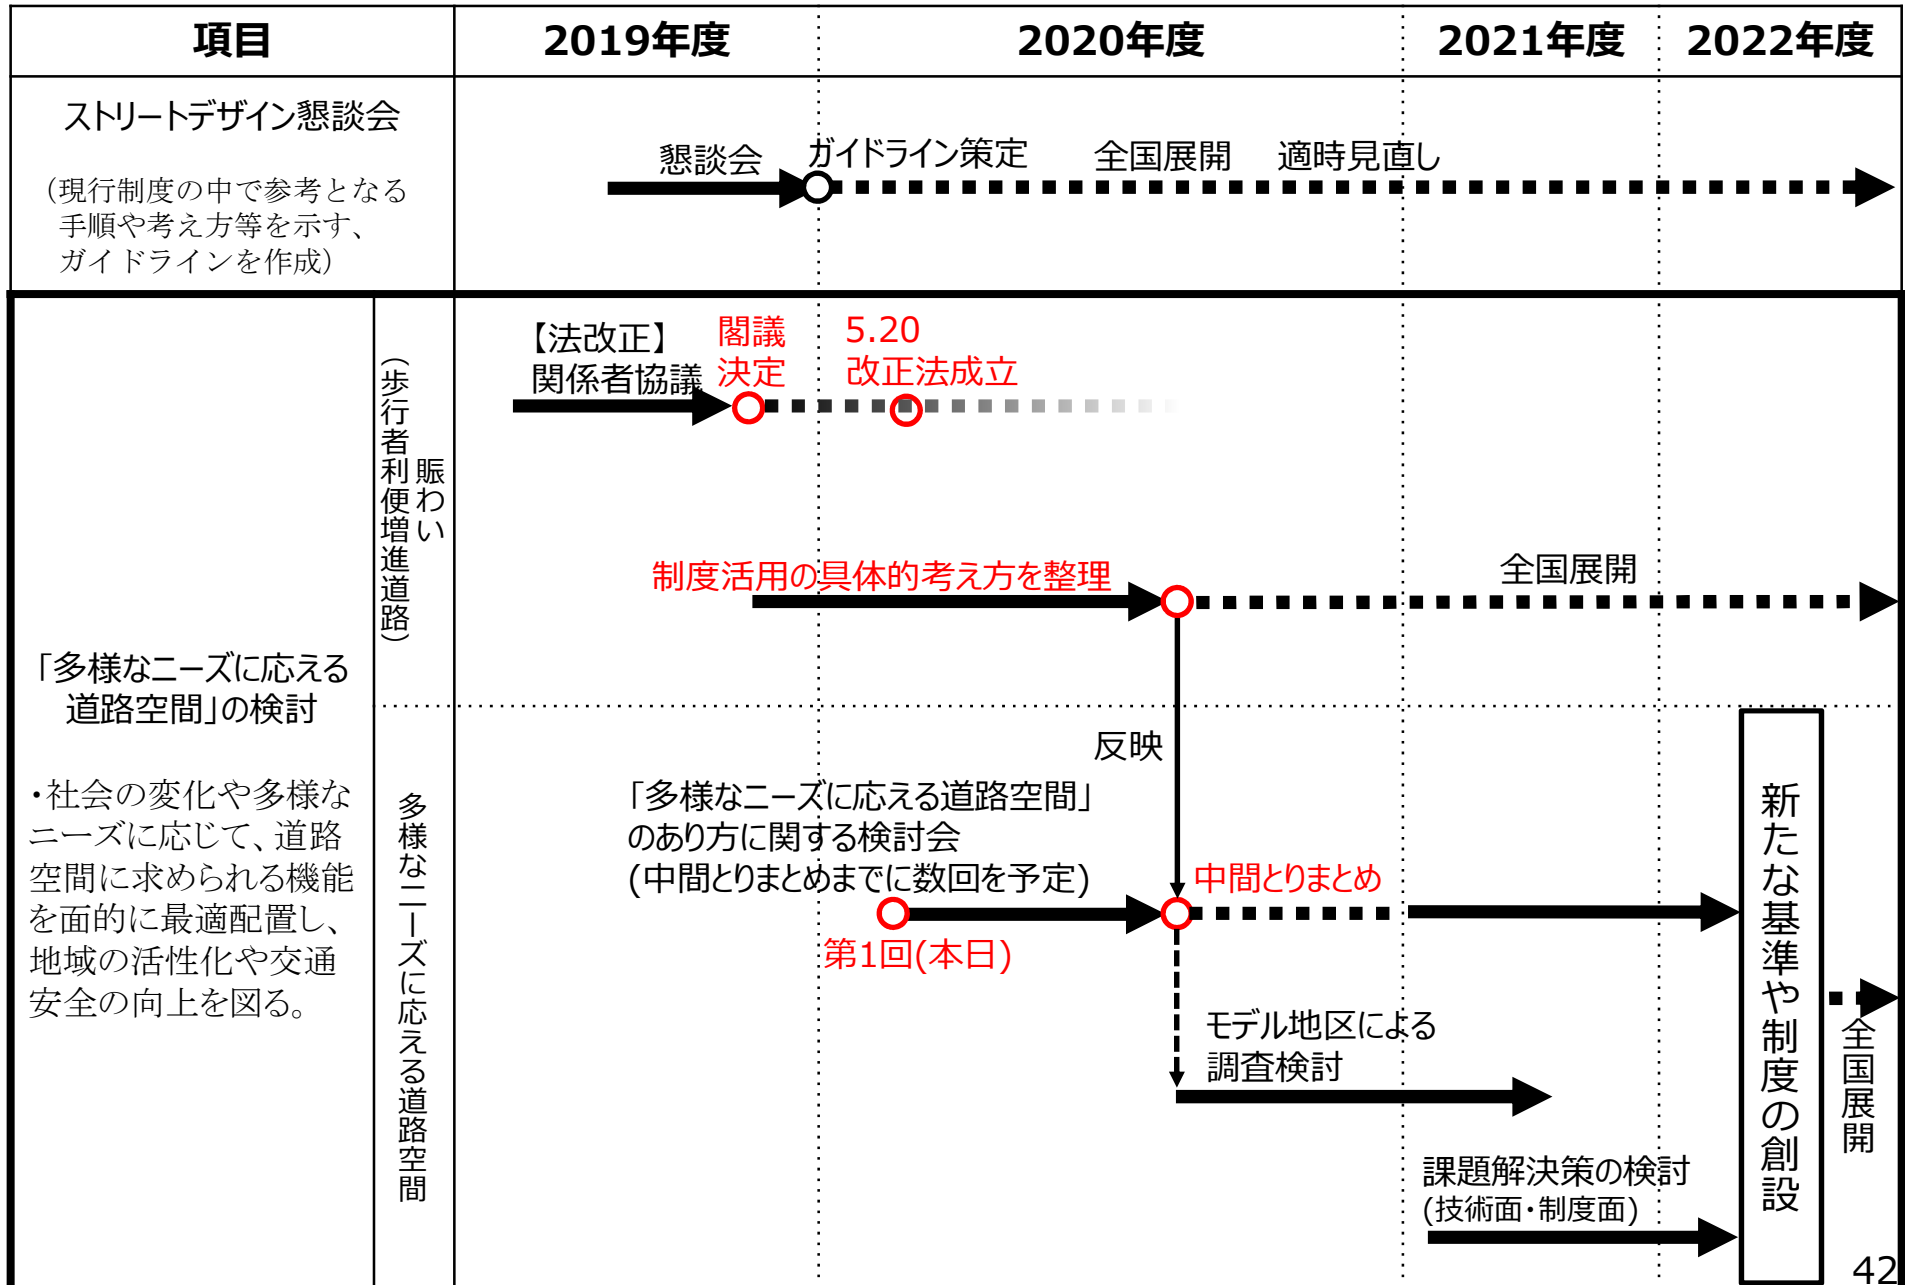 項目
2019年度
2020年度
2021年度
2022年度
ストリートデザイン懇談会
（現行制度の中で参考となる
手順や考え方等を示す、
ガイドラインを作成）
懇談会
ガイドライン策定
全国展開
適時見直し
「多様なニーズに応える
道路空間」の検討
・社会の変化や多様な
ニーズに応じて、道路
空間に求められる機能
を面的に最適配置し、
地域の活性化や交通
安全の向上を図る。
賑わい
（歩行者利便増進道路）
【法改正】
関係者協議
閣議
決定
5.20
改正法成立
制度活用の具体的考え方を整理
全国展開
反映
多様なニーズに応える道路空間
「多様なニーズに応える道路空間」
のあり方に関する検討会
(中間とりまとめまでに数回を予定)
第1回(本日)
中間とりまとめ
モデル地区による
調査検討
課題解決策の検討
(技術面・制度面)
新たな基準や制度の創設
全国展開
42